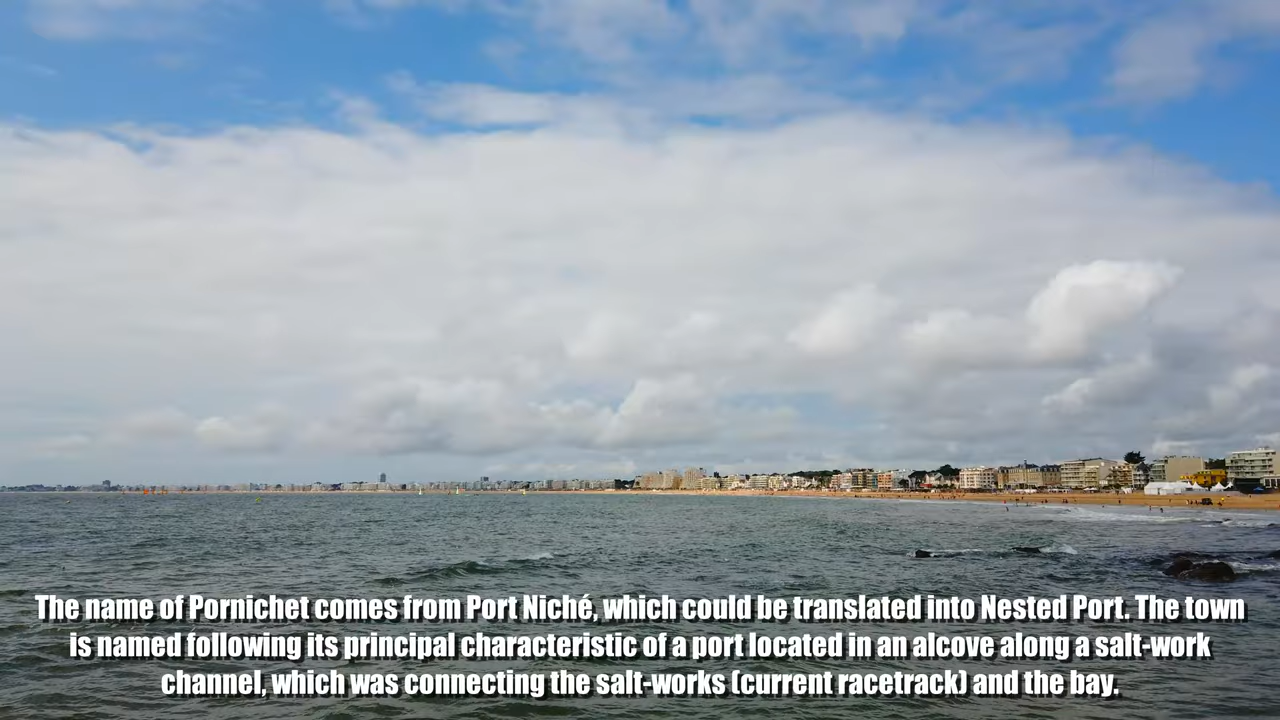 The name of Pornichet comes from Port Niché, which could be translated into Nested Port. The town
is named following its principal characteristic of a port located in an alcove along a salt-work
channel, which was connecting the salt-works (current racetrack) and the bay.